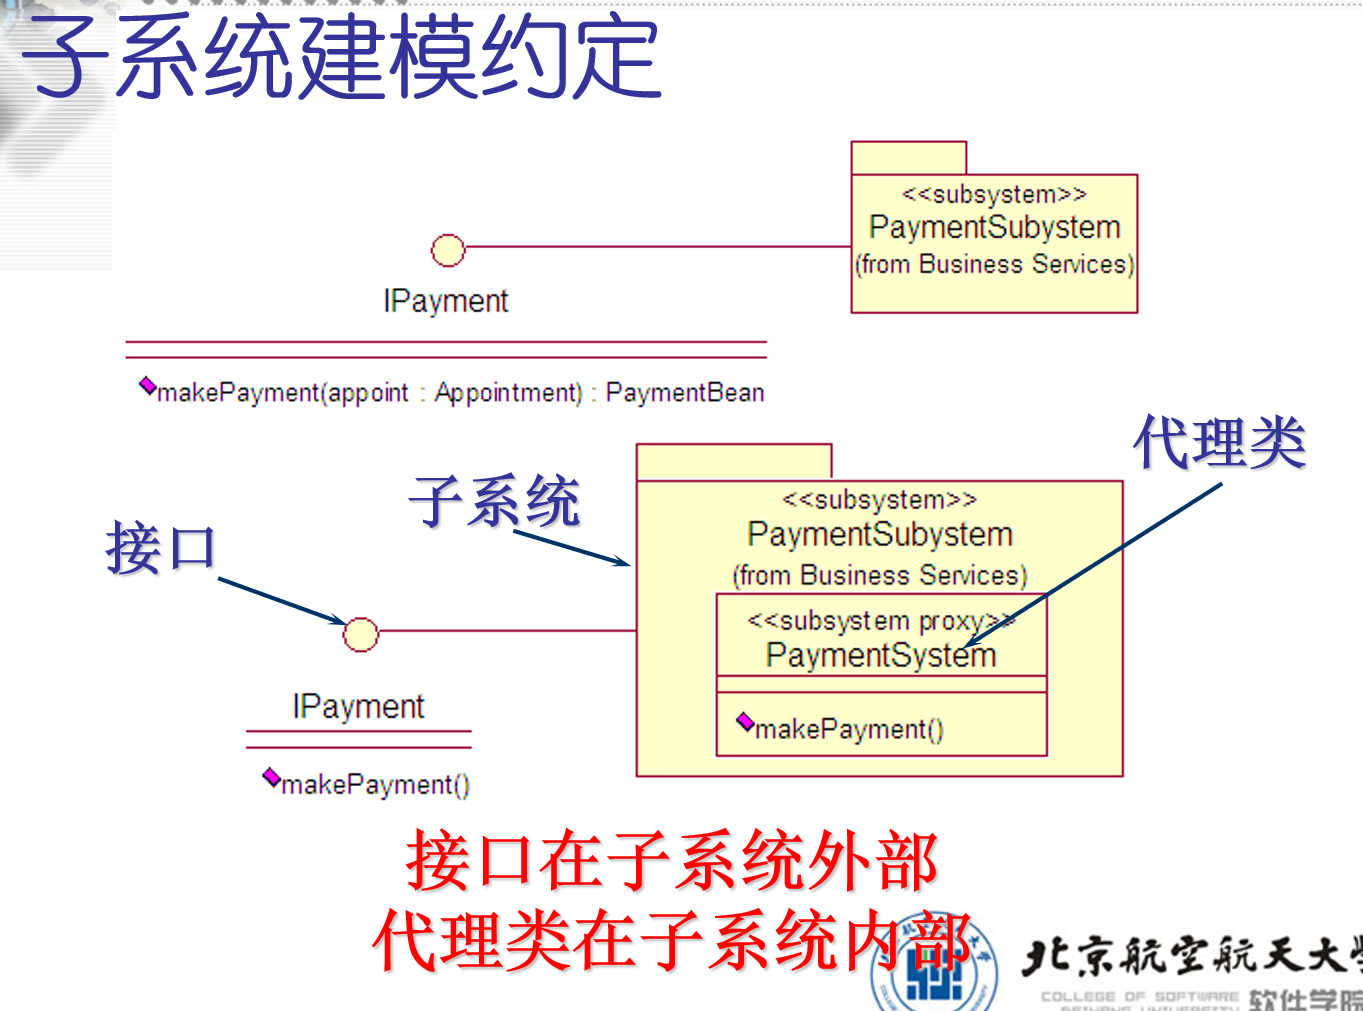 子系统建模约定
<<subsystem>>
PaymentSubystem
(from Business Services)
IPayment
makePayment(appoint : Appointment) : PaymentBean
代理类
子系统
接口
<<subsystem>>
PaymentSubystem
(from Business Services)
<<subsystem proxy>>
PaymentSystem
makePayment()
IPayment
makePayment()
接口在子系统外部
代理类在子系统内部
北京航空航天大学
COLLEGE OF SOFTWARE
软件学院